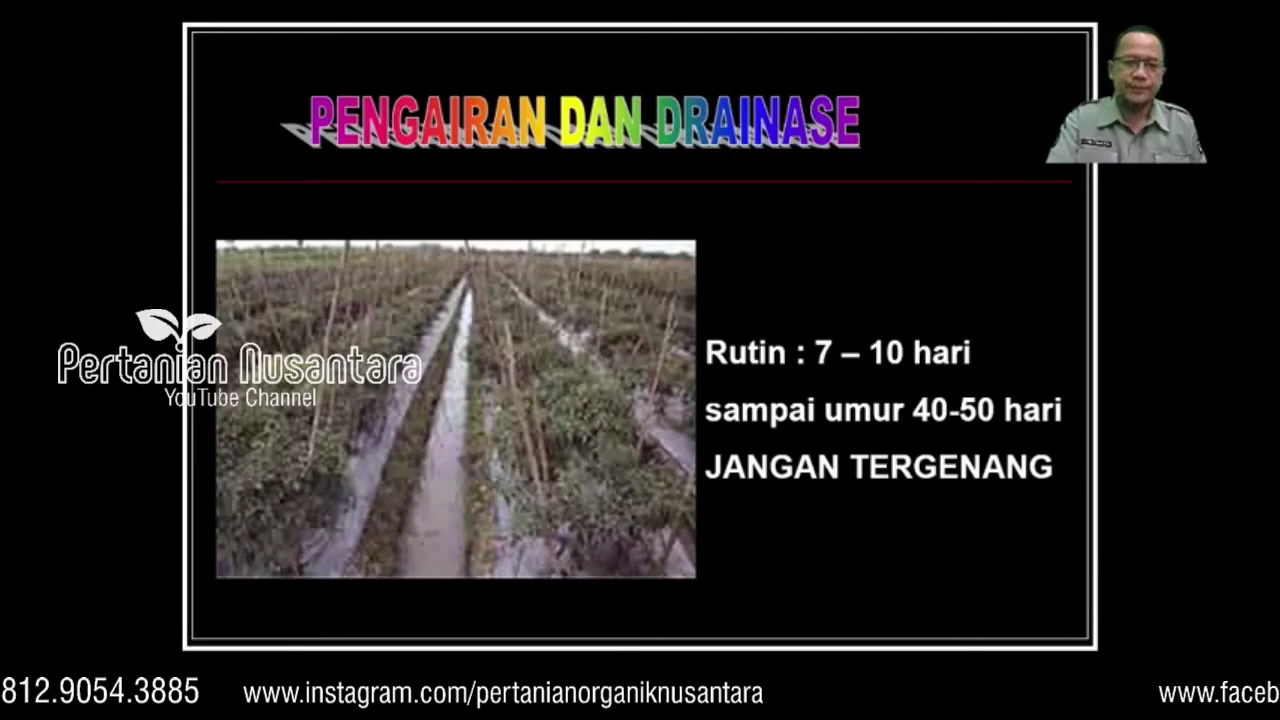 PENGAIRAN DAN DRAINASE
Rutin : 7 – 10 hari
sampai umur 40-50 hari
JANGAN TERGENANG
Pertanian Nusantara
YouTube Channel
812.9054.3885 www.instagram.com/pertanianorganiknusantara www.faceb